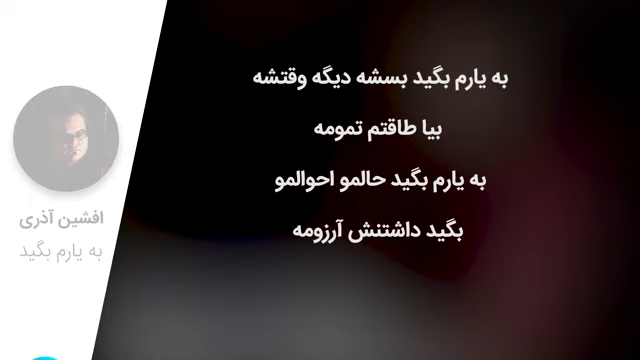 به یارم بگید بسشه دیگه وقتشه
بیا طاقتم تمومه
به یارم بگید حالمو احوالمو
بگید داشتنش آرزومه
افشین آذری
به یارم بگید